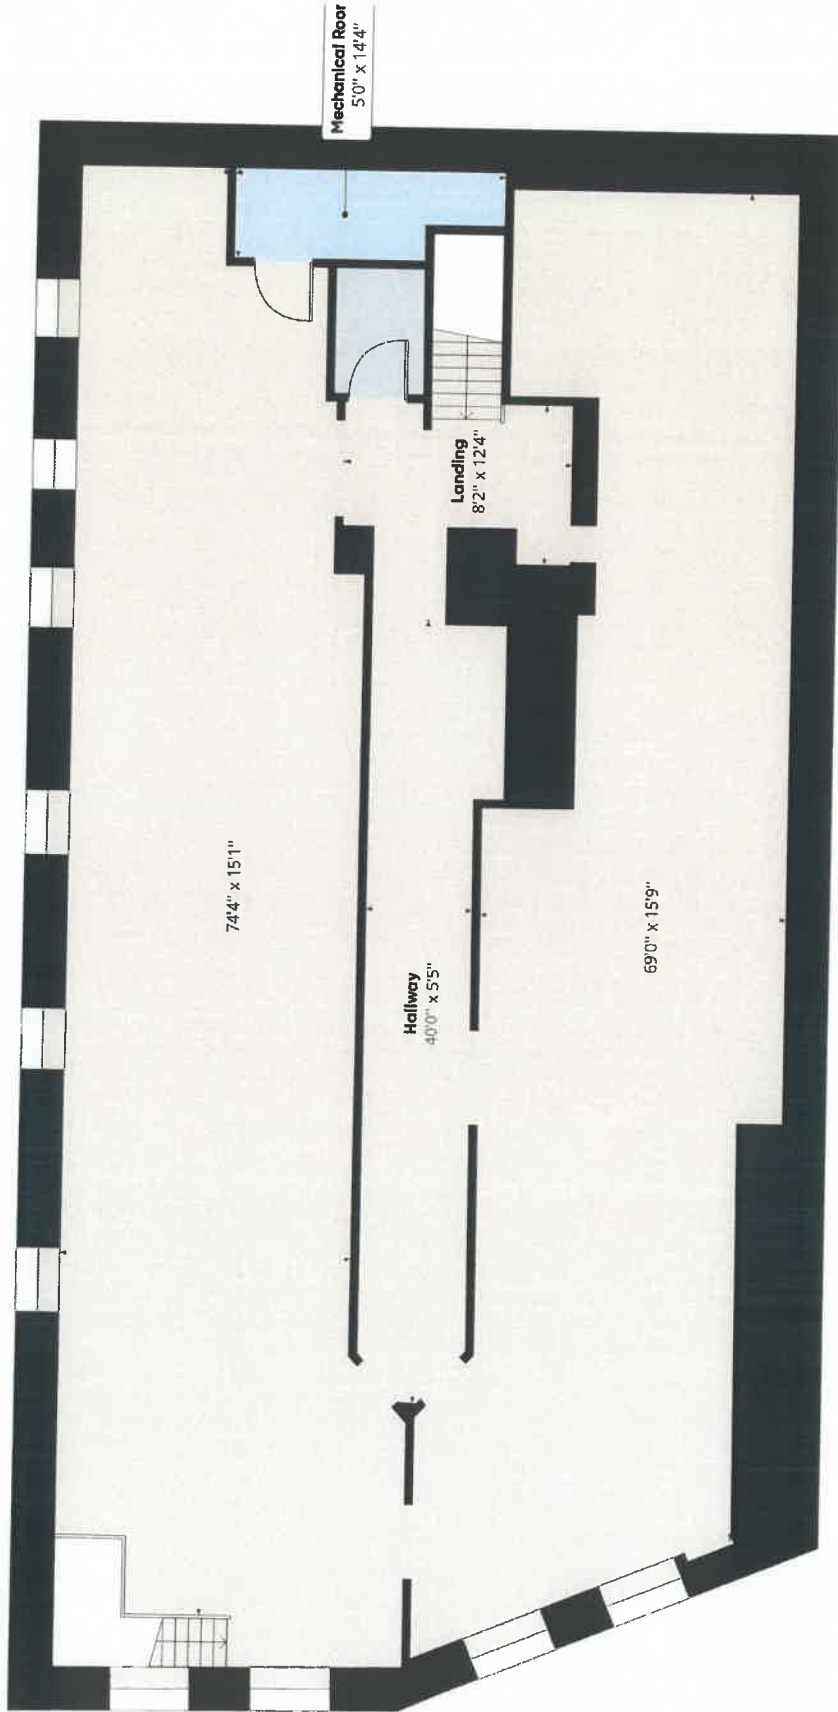 Mechanical Roor
5'0" x 14'4"
Landing
8'2" x 12'4"
74'4" x 15'1"
Hallway
40'0" x 5'5"
69'0" x 15'9"